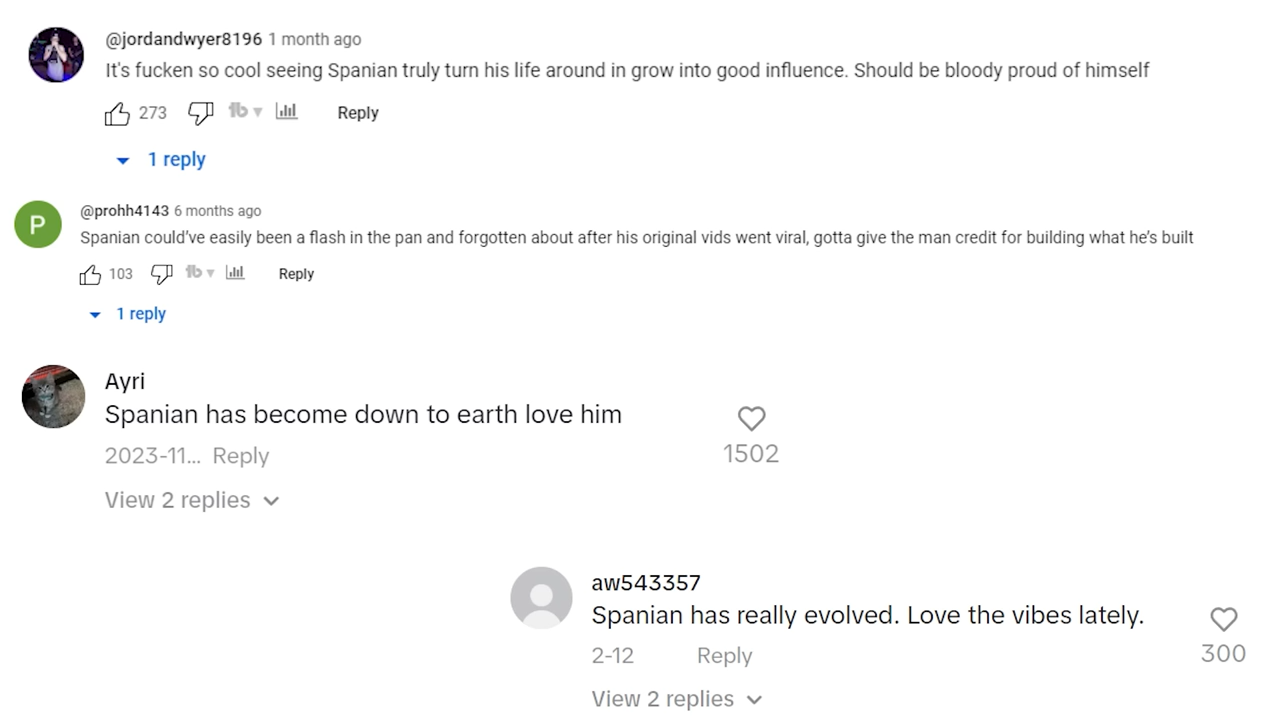 @jordandwyer8196 1 month ago
It's fucken so cool seeing Spanian truly turn his life around in grow into good influence. Should be bloody proud of himself
273 tb Reply
1 reply
P
@prohh4143 6 months ago
Spanian could've easily been a flash in the pan and forgotten about after his original vids went viral, gotta give the man credit for building what he's built
103 tb Reply
1 reply
Ayri
Spanian has become down to earth love him
1502
2023-11... Reply
View 2 replies
aw543357
Spanian has really evolved. Love the vibes lately.
2-12 Reply
300
View 2 replies